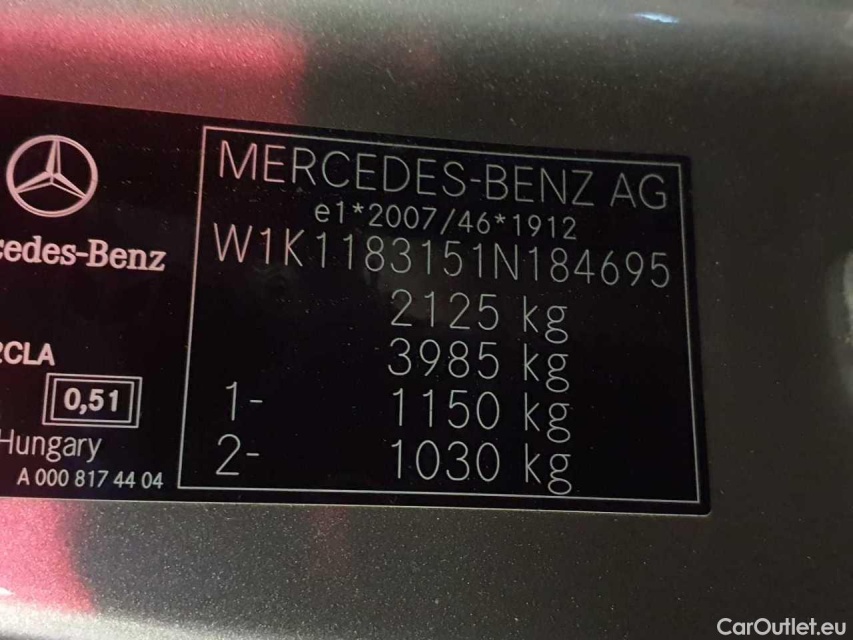 MERCEDES-BENZ AG
e1*2007/46*1912
W1K1183151N184695
2125 kg
3985 kg
1- 1150 kg
2- 1030 kg
cedes-Benz
CLA
0,51
Hungary
A 000 817 44 04
CarOutlet.eu